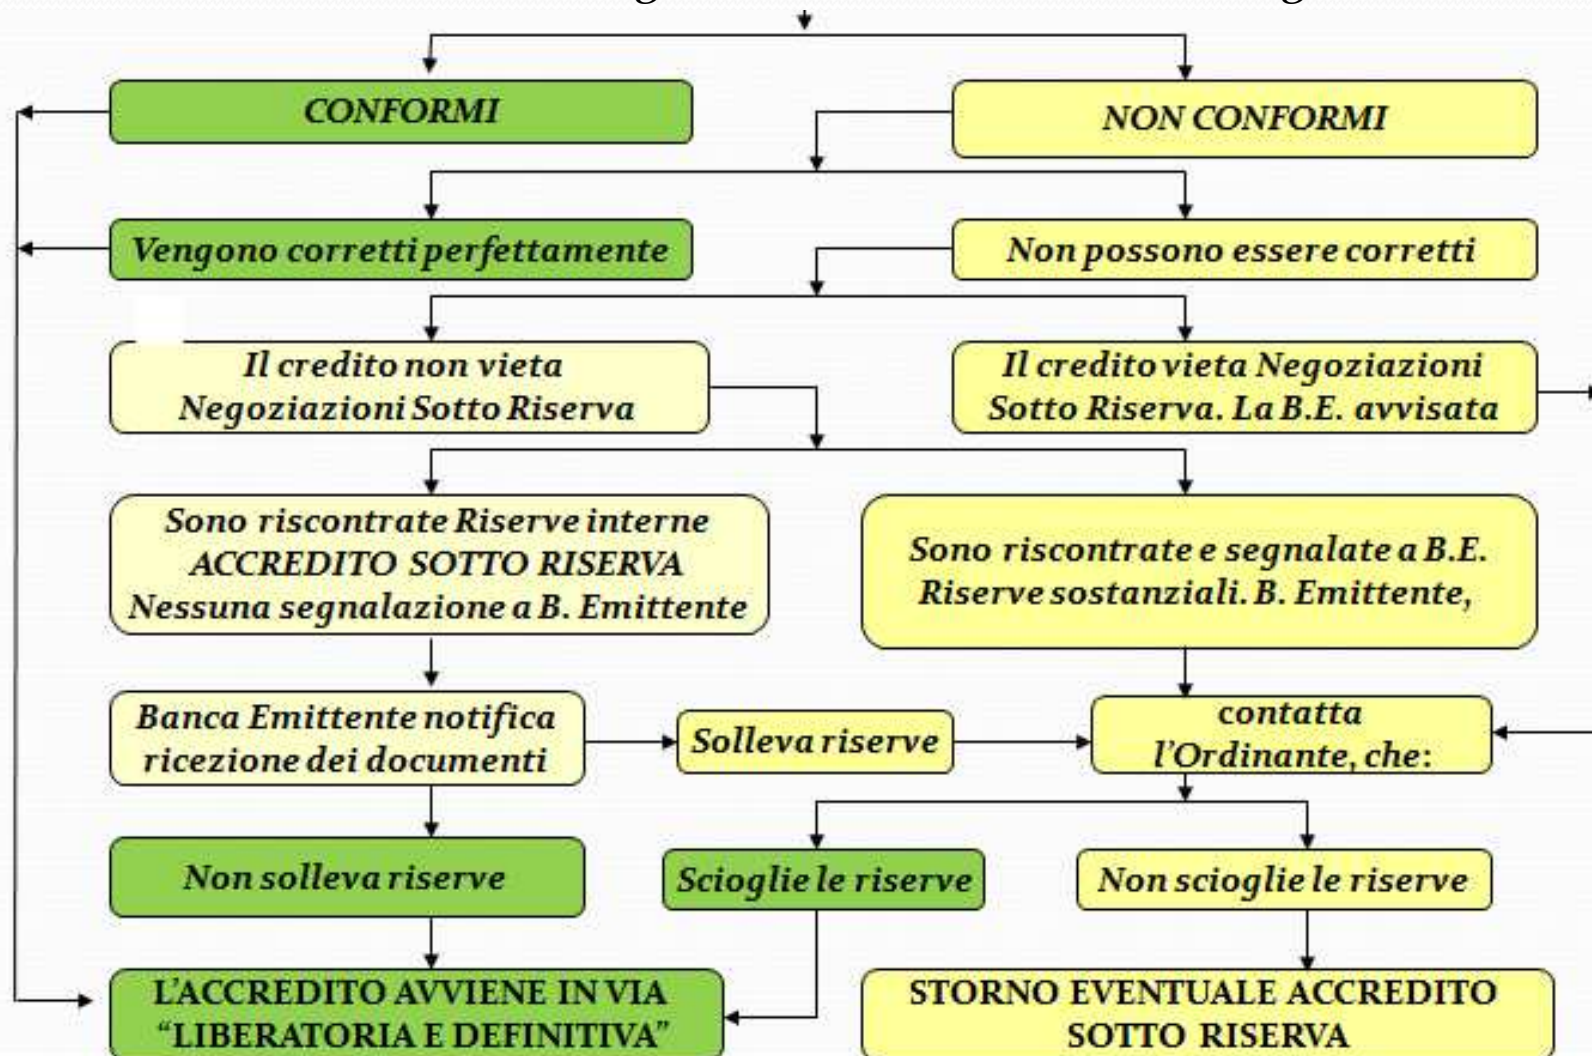 CONFORMI
NON CONFORMI
Vengono corretti perfettamente
Non possono essere corretti
Il credito non vieta
Negoziazioni Sotto Riserva
Il credito vieta Negoziazioni
Sotto Riserva. La B.E. avvisata
Sono riscontrate Riserve interne
ACCREDITO SOTTO RISERVA
Nessuna segnalazione a B. Emittente
Sono riscontrate e segnalate a B.E.
Riserve sostanziali. B. Emittente,
Banca Emittente notifica
ricezione dei documenti
Solleva riserve
contatta
l'Ordinante, che:
Non solleva riserve
Scioglie le riserve
Non scioglie le riserve
L'ACCREDITO AVVIENE IN VIA
“LIBERATORIA E DEFINITIVA”
STORNO EVENTUALE ACCREDITO
SOTTO RISERVA